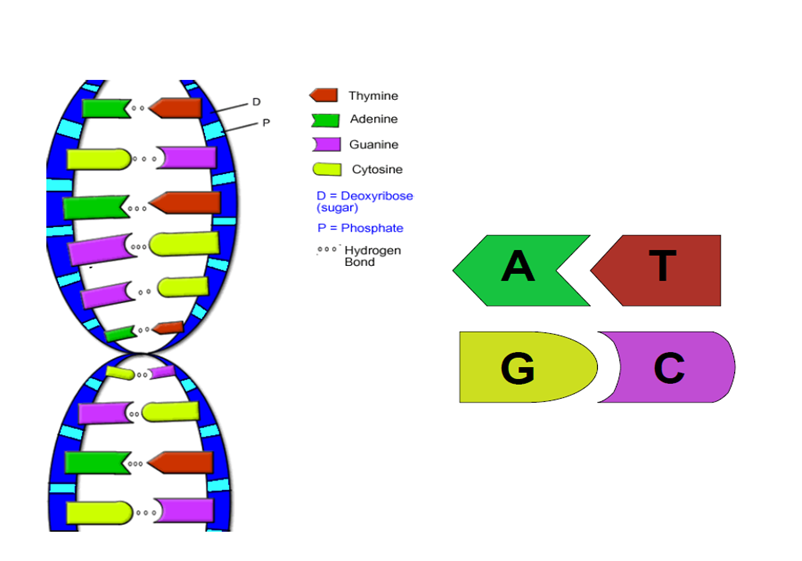 D
P
Thymine
Adenine
Guanine
Cytosine
D = Deoxyribose
(sugar)
P = Phosphate
Hydrogen
Bond
A T
G C